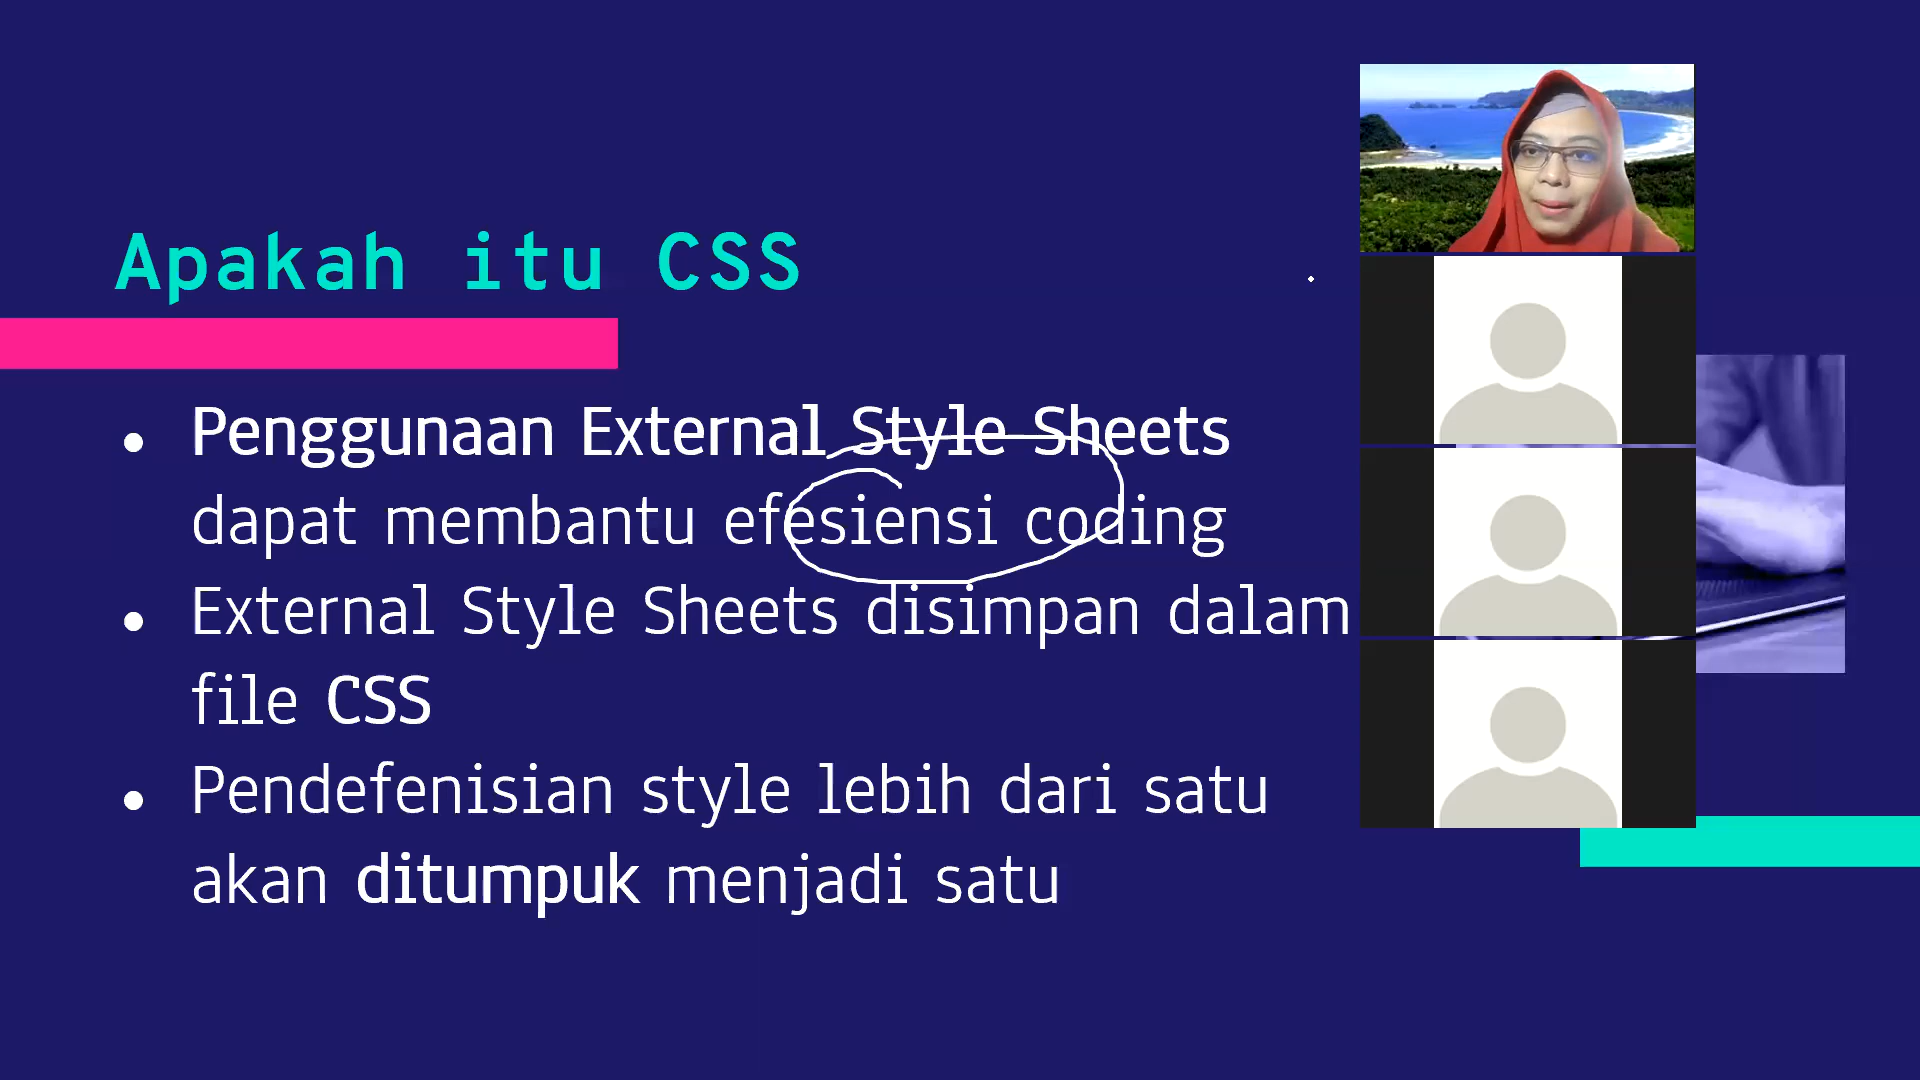 Apakah itu CSS
Penggunaan External Style Sheets
dapat membantu efesiensi coding
External Style Sheets disimpan dalam
file CSS
Pendefenisian style lebih dari satu
akan ditumpuk menjadi satu